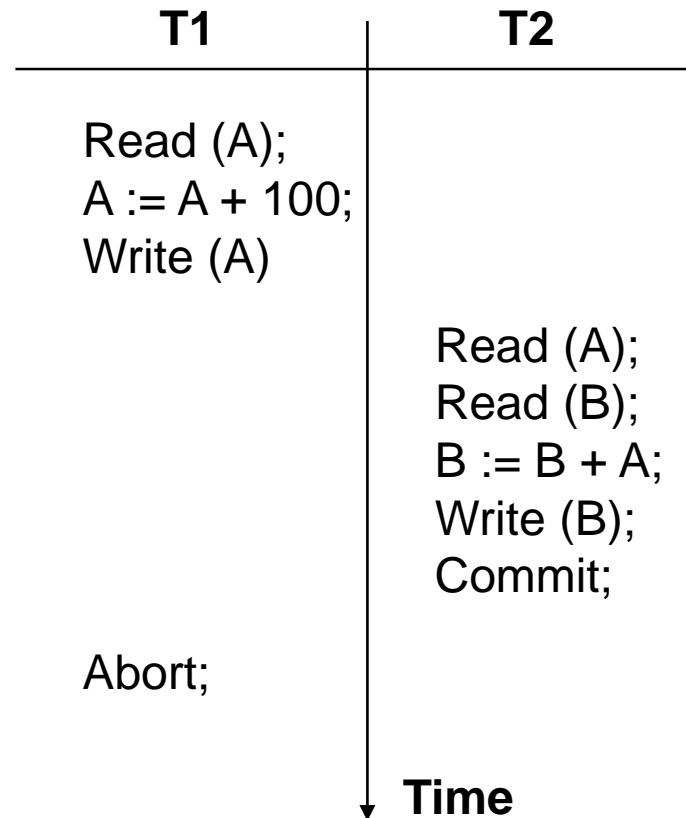 T1 T2
Read (A);
A := A + 100;
Write (A)
Read (A);
Read (B);
B := B + A;
Write (B);
Commit;
Abort;
Time